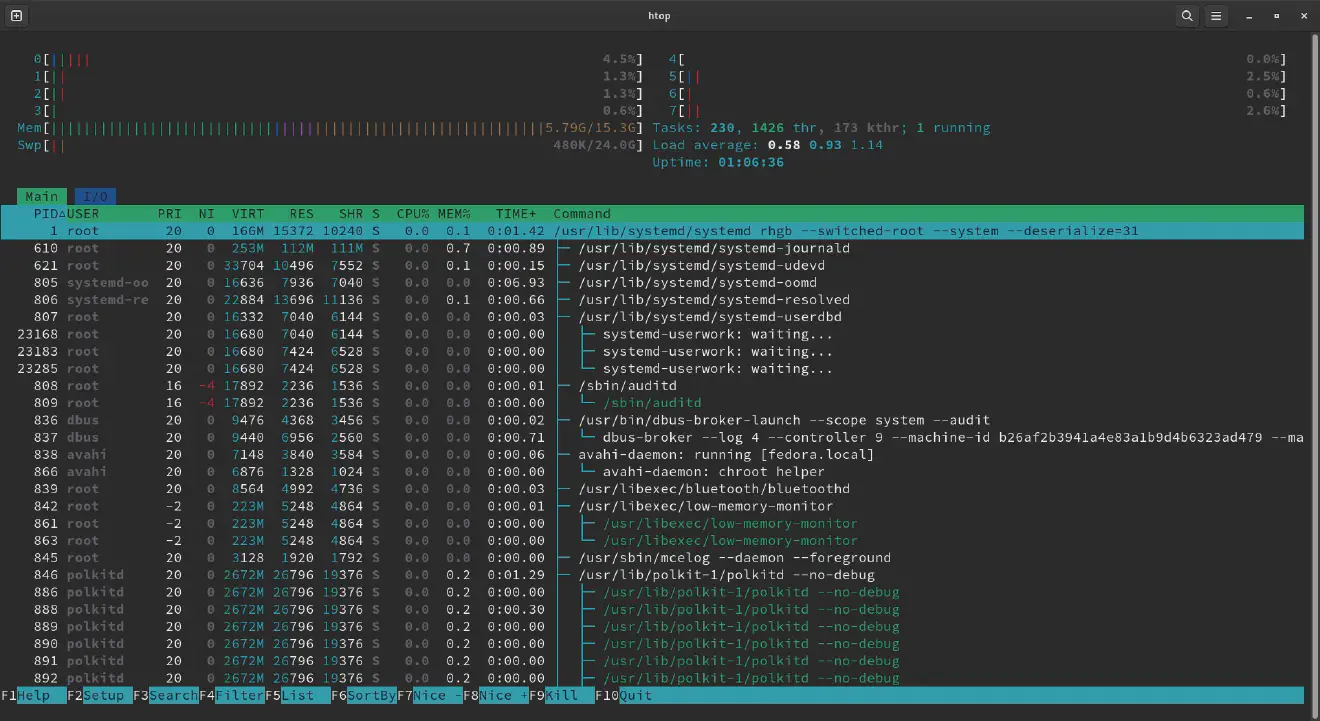 htop
0[|||||| 4.5%] 4[ 0.0%]
1[|| 1.3%] 5[|| 2.5%]
2[|| 1.3%] 6[| 0.6%]
3[| 0.6%] 7[|| 2.6%]
Mem[ 5.79G/15.3G] Tasks: 230, 1426 thr, 173 kthr; 1 running
Swp[|| 480K/24.0G] Load average: 0.58 0.93 1.14
Uptime: 01:06:36
Main I/O
PID△USER PRI NI VIRT RES SHR S CPU% MEM% TIME+ Command
1 root 20 0 166M 15372 10240 S 0.0 0.1 0:01.42 /usr/lib/systemd/systemd rhgb --switched-root --system --deserialize=31
610 root 20 0 253M 112M 111M S 0.0 0.7 0:00.89 ├─ /usr/lib/systemd/systemd-journald
621 root 20 0 33704 10496 7552 S 0.0 0.1 0:00.15 ├─ /usr/lib/systemd/systemd-udevd
805 systemd-oo 20 0 16636 7936 7040 S 0.0 0.0 0:06.93 ├─ /usr/lib/systemd/systemd-oomd
806 systemd-re 20 0 22884 13696 11136 S 0.0 0.1 0:00.66 ├─ /usr/lib/systemd/systemd-resolved
807 root 20 0 16332 7040 6144 S 0.0 0.0 0:00.03 ├─ /usr/lib/systemd/systemd-userdbd
23168 root 20 0 16680 7040 6144 S 0.0 0.0 0:00.00 │ ├─ systemd-userwork: waiting...
23183 root 20 0 16680 7424 6528 S 0.0 0.0 0:00.00 │ ├─ systemd-userwork: waiting...
23285 root 20 0 16680 7424 6528 S 0.0 0.0 0:00.00 │ └─ systemd-userwork: waiting...
808 root 16 -4 17892 2236 1536 S 0.0 0.0 0:00.01 ├─ /sbin/auditd
809 root 16 -4 17892 2236 1536 S 0.0 0.0 0:00.00 │ └─ /sbin/auditd
836 dbus 20 0 9476 4368 3456 S 0.0 0.0 0:00.02 ├─ /usr/bin/dbus-broker-launch --scope system --audit
837 dbus 20 0 9440 6956 2560 S 0.0 0.0 0:00.71 │ └─ dbus-broker --log 4 --controller 9 --machine-id b26af2b3941a4e83a1b9d4b6323ad479 --ma
838 avahi 20 0 7148 3840 3584 S 0.0 0.0 0:00.06 ├─ avahi-daemon: running [fedora.local]
866 avahi 20 0 6876 1328 1024 S 0.0 0.0 0:00.00 │ └─ avahi-daemon: chroot helper
839 root 20 0 8564 4992 4736 S 0.0 0.0 0:00.03 ├─ /usr/libexec/bluetooth/bluetoothd
842 root -2 0 223M 5248 4864 S 0.0 0.0 0:00.01 ├─ /usr/libexec/low-memory-monitor
861 root -2 0 223M 5248 4864 S 0.0 0.0 0:00.00 │ ├─ /usr/libexec/low-memory-monitor
863 root -2 0 223M 5248 4864 S 0.0 0.0 0:00.00 │ └─ /usr/libexec/low-memory-monitor
845 root 20 0 3128 1920 1792 S 0.0 0.0 0:00.00 ├─ /usr/sbin/mcelog --daemon --foreground
846 polkitd 20 0 2672M 26796 19376 S 0.0 0.2 0:01.29 ├─ /usr/lib/polkit-1/polkitd --no-debug
886 polkitd 20 0 2672M 26796 19376 S 0.0 0.2 0:00.00 │ ├─ /usr/lib/polkit-1/polkitd --no-debug
888 polkitd 20 0 2672M 26796 19376 S 0.0 0.2 0:00.30 │ ├─ /usr/lib/polkit-1/polkitd --no-debug
889 polkitd 20 0 2672M 26796 19376 S 0.0 0.2 0:00.00 │ ├─ /usr/lib/polkit-1/polkitd --no-debug
890 polkitd 20 0 2672M 26796 19376 S 0.0 0.2 0:00.00 │ ├─ /usr/lib/polkit-1/polkitd --no-debug
891 polkitd 20 0 2672M 26796 19376 S 0.0 0.2 0:00.00 │ ├─ /usr/lib/polkit-1/polkitd --no-debug
892 polkitd 20 0 2672M 26796 19376 S 0.0 0.2 0:00.00 │ ├─ /usr/lib/polkit-1/polkitd --no-debug
F1Help F2Setup F3SearchF4FilterF5List F6SortByF7Nice -F8Nice +F9Kill F10Quit